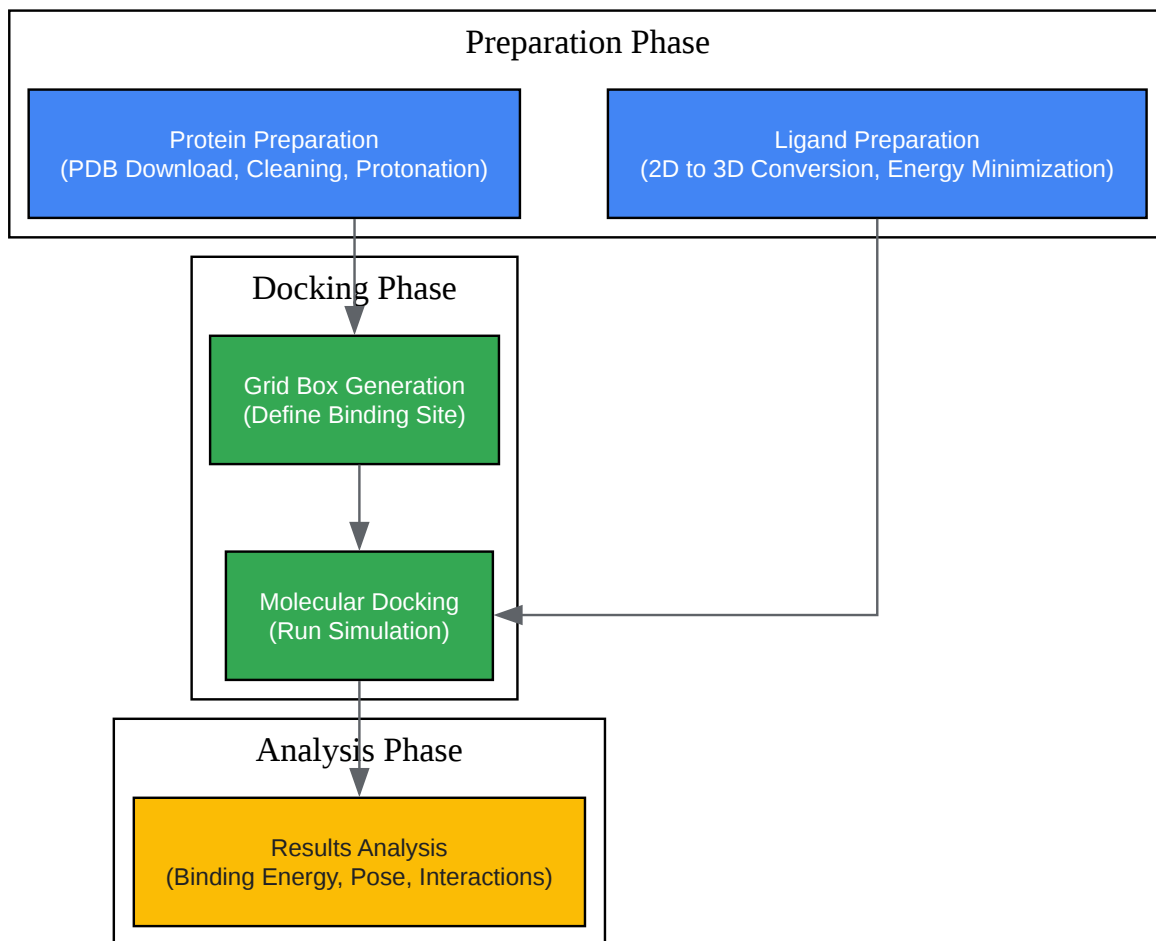 Preparation Phase
Protein Preparation
(PDB Download, Cleaning, Protonation)
Ligand Preparation
(2D to 3D Conversion, Energy Minimization)
Docking Phase
Grid Box Generation
(Define Binding Site)
Molecular Docking
(Run Simulation)
Analysis Phase
Results Analysis
(Binding Energy, Pose, Interactions)